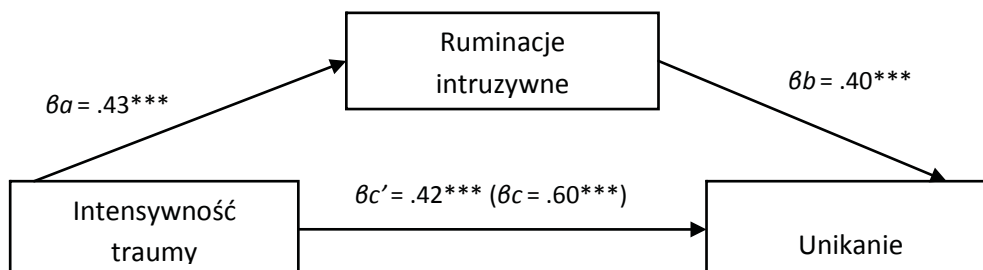 Ruminacje
intruzywne
βa = .43***
βb = .40***
βc’ = .42*** (βc = .60***)
Intensywność
traumy
Unikanie